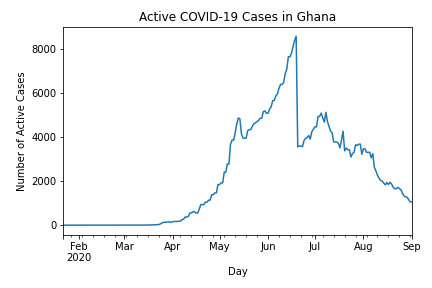 Active COVID-19 Cases in Ghana
Number of Active Cases
8000
6000
4000
2000
0
Feb Mar Apr May Jun Jul Aug Sep
2020
Day